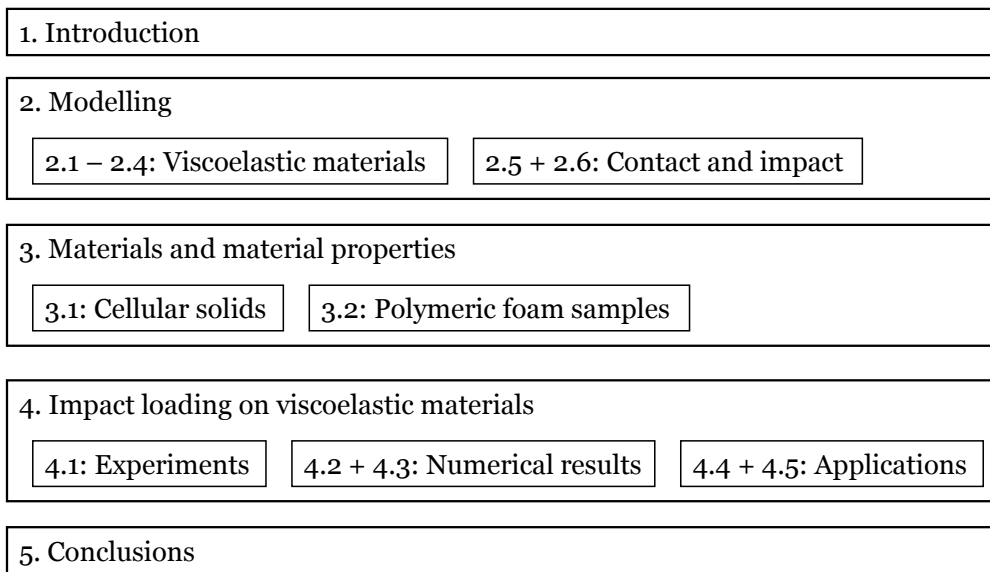 1. Introduction
2. Modelling
2.1 – 2.4: Viscoelastic materials
2.5 + 2.6: Contact and impact
3. Materials and material properties
3.1: Cellular solids
3.2: Polymeric foam samples
4. Impact loading on viscoelastic materials
4.1: Experiments
4.2 + 4.3: Numerical results
4.4 + 4.5: Applications
5. Conclusions